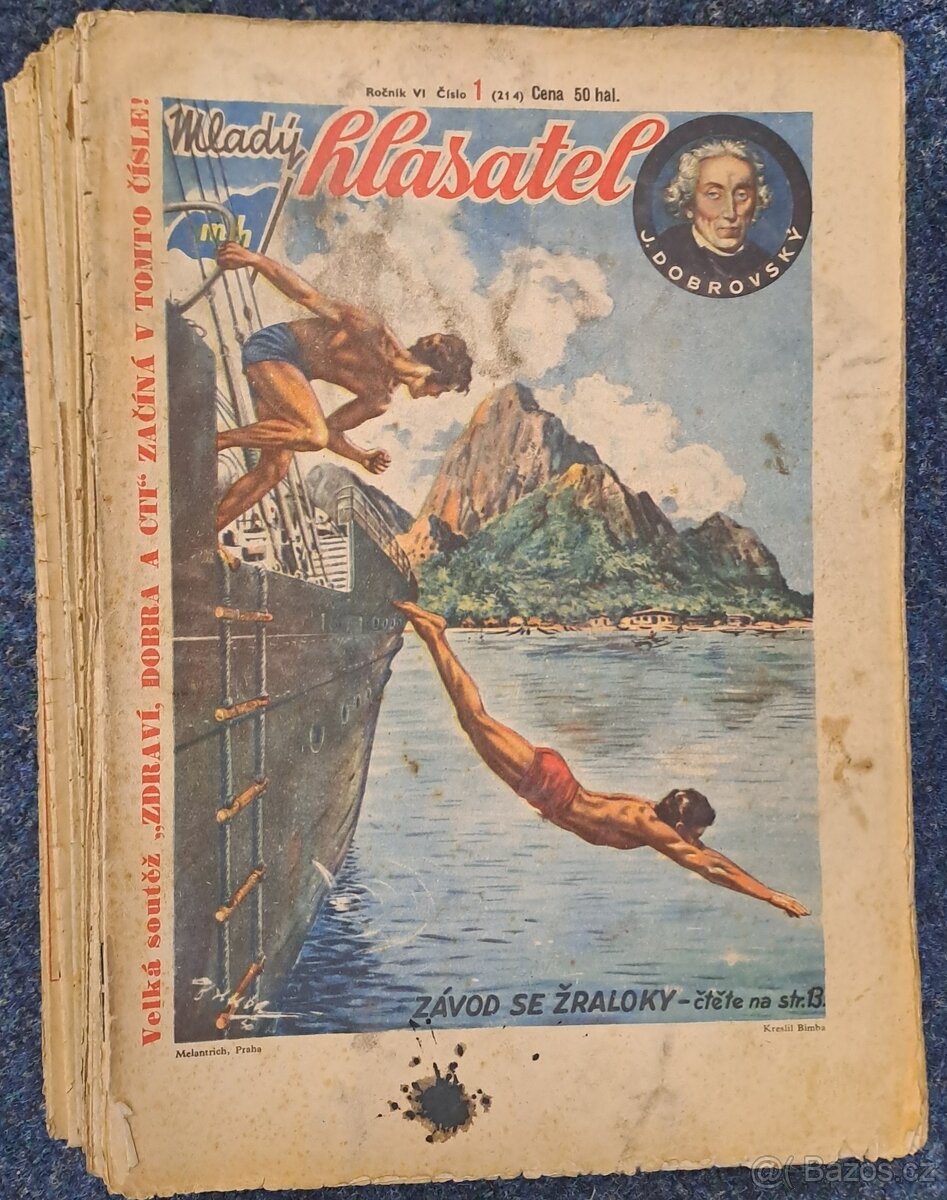 Ročník VI Číslo 1 (214) Cena 50 hal.
Mladý
hlasatel
mh
J. DOBROVSKÝ
Velká soutěž „ZDRAVÍ, DOBRA A CTI“ ZAČÍNÁ V TOMTO ČÍSLE!
ZÁVOD SE ŽRALOKY - čtěte na str. 13.
Melantrich, Praha
Kreslil Bimba
@ Bazos.cz